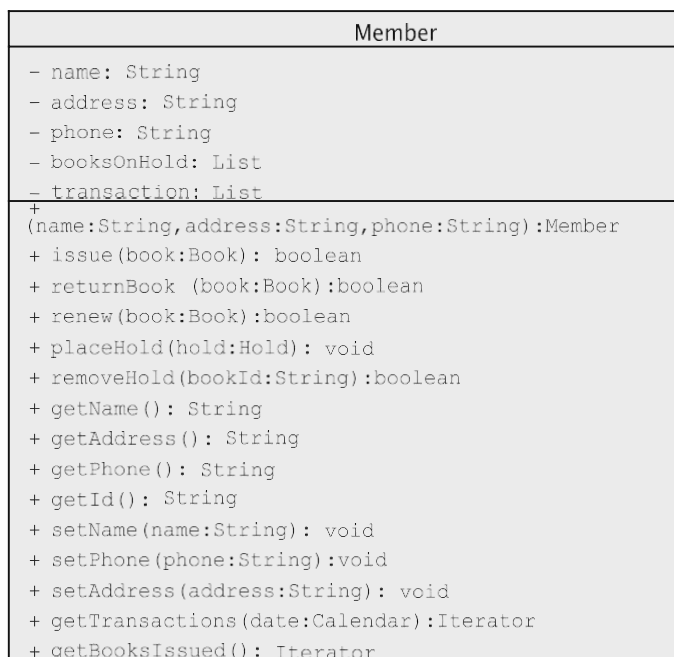 Member
- name: String
- address: String
- phone: String
- booksOnHold: List
- transaction: List
+
(name:String,address:String,phone:String):Member
+ issue(book:Book): boolean
+ returnBook (book:Book):boolean
+ renew(book:Book):boolean
+ placeHold(hold:Hold): void
+ removeHold(bookId:String):boolean
+ getName(): String
+ getAddress(): String
+ getPhone(): String
+ getId(): String
+ setName(name:String): void
+ setPhone(phone:String):void
+ setAddress(address:String): void
+ getTransactions(date:Calendar):Iterator
+ getBooksIssued(): Iterator